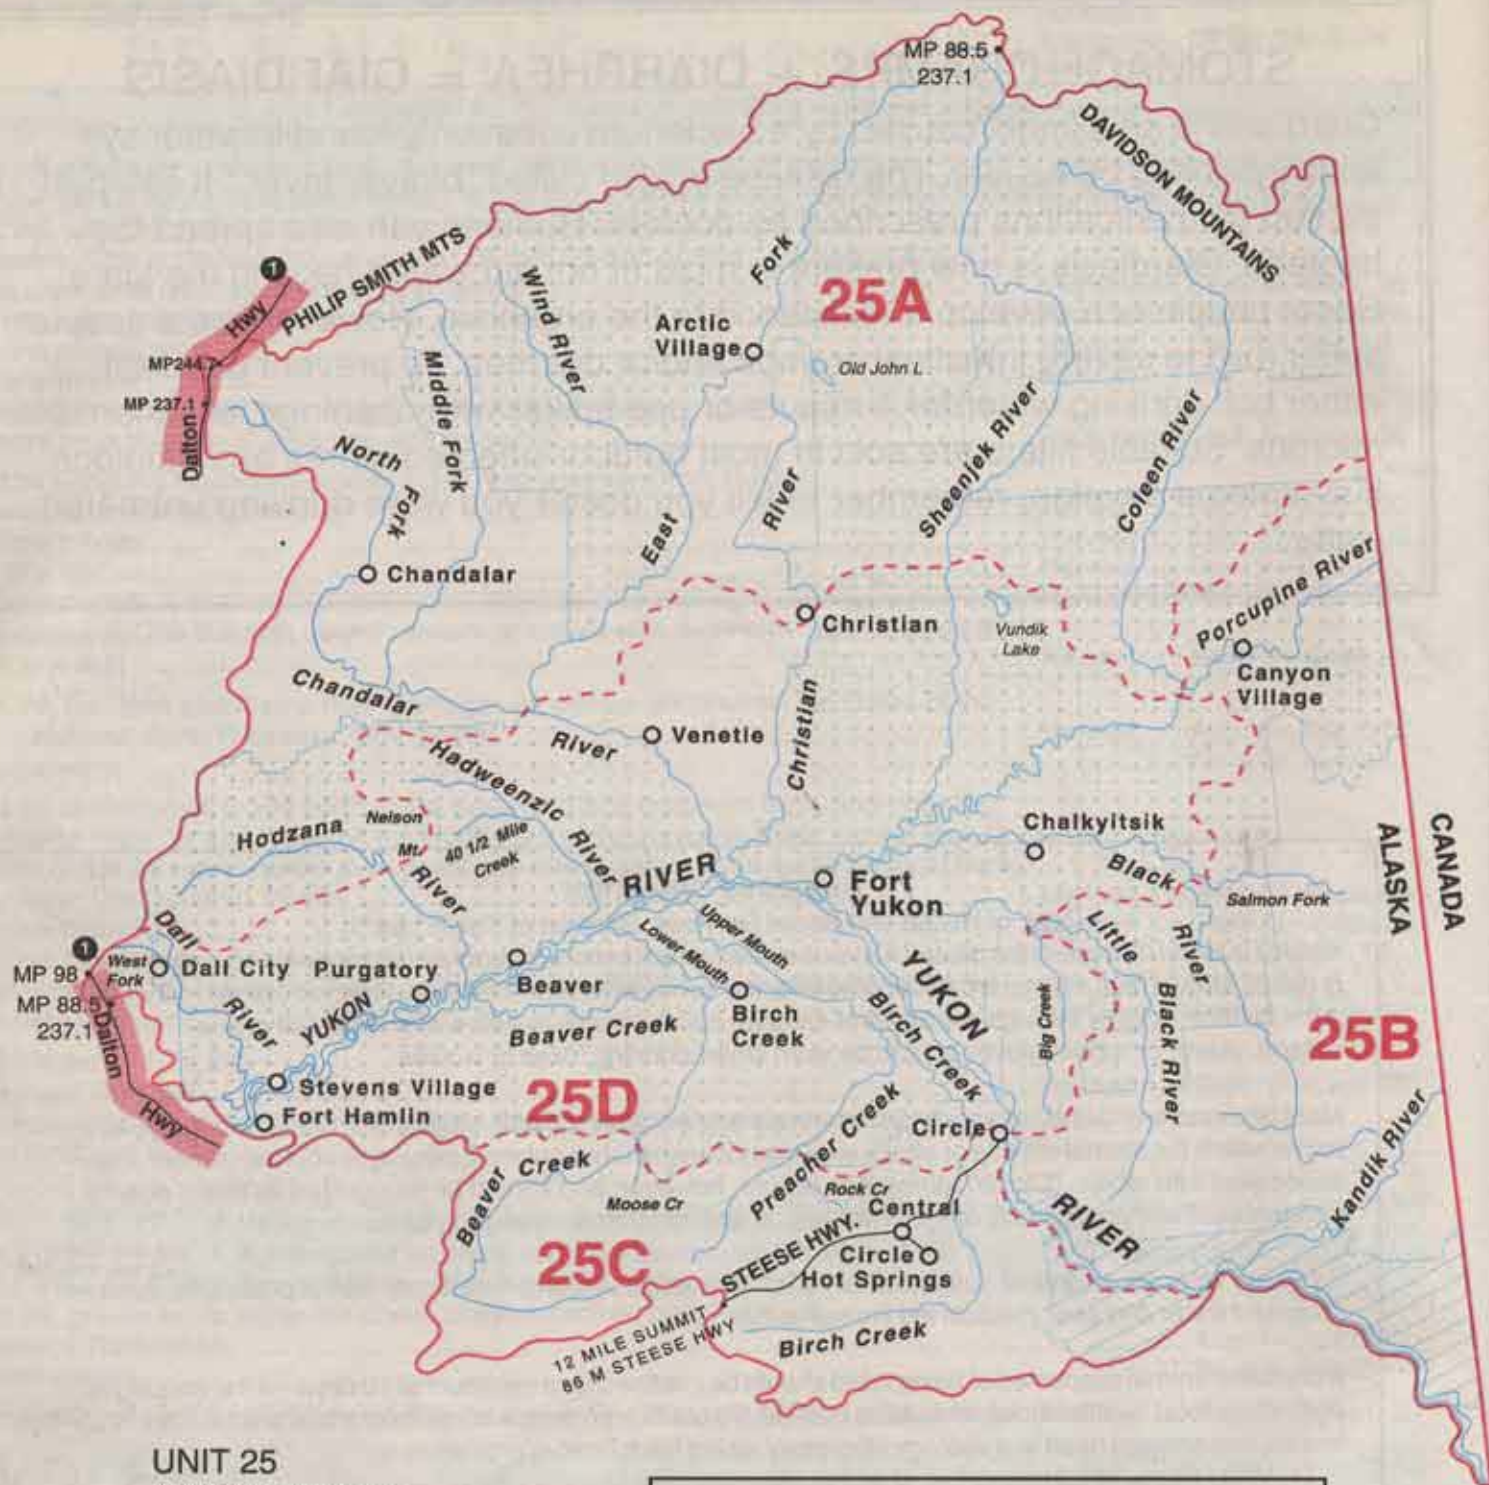 MP 88.5
237.1
DAVIDSON MOUNTAINS
1
Hwy
PHILIP SMITH MTS
MP244.7
MP 237.1
Dalton
Wind River
Fork
25A
Arctic
Village
Old John L.
Middle Fork
North
Fork
East
River
Sheenjek River
Coleen River
Chandalar
Christian
Vundik
Lake
Porcupine River
Canyon
Village
Chandalar
River
Venetie
Christian
Hadweenzic River
Hodzana
River
Nelson
Mt.
40 1/2 Mile
Creek
RIVER
Fort
Yukon
Chalkyitsik
Black
River
Salmon Fork
ALASKA
CANADA
Dall
River
1
MP 98
West
Fork
Dall City
MP 88.5
237.1
Dalton
Hwy
Purgatory
YUKON
Beaver
Lower Mouth
Upper Mouth
Birch
Creek
Beaver Creek
Birch Creek
YUKON
Big Creek
Little
Black River
25B
Stevens Village
Fort Hamlin
25D
Preacher Creek
Circle
Kandik River
Beaver Creek
Moose Cr
Rock Cr
Central
RIVER
25C
STEESE HWY.
Circle
Hot Springs
12 MILE SUMMIT
86 M STEESE HWY
Birch Creek
UNIT 25